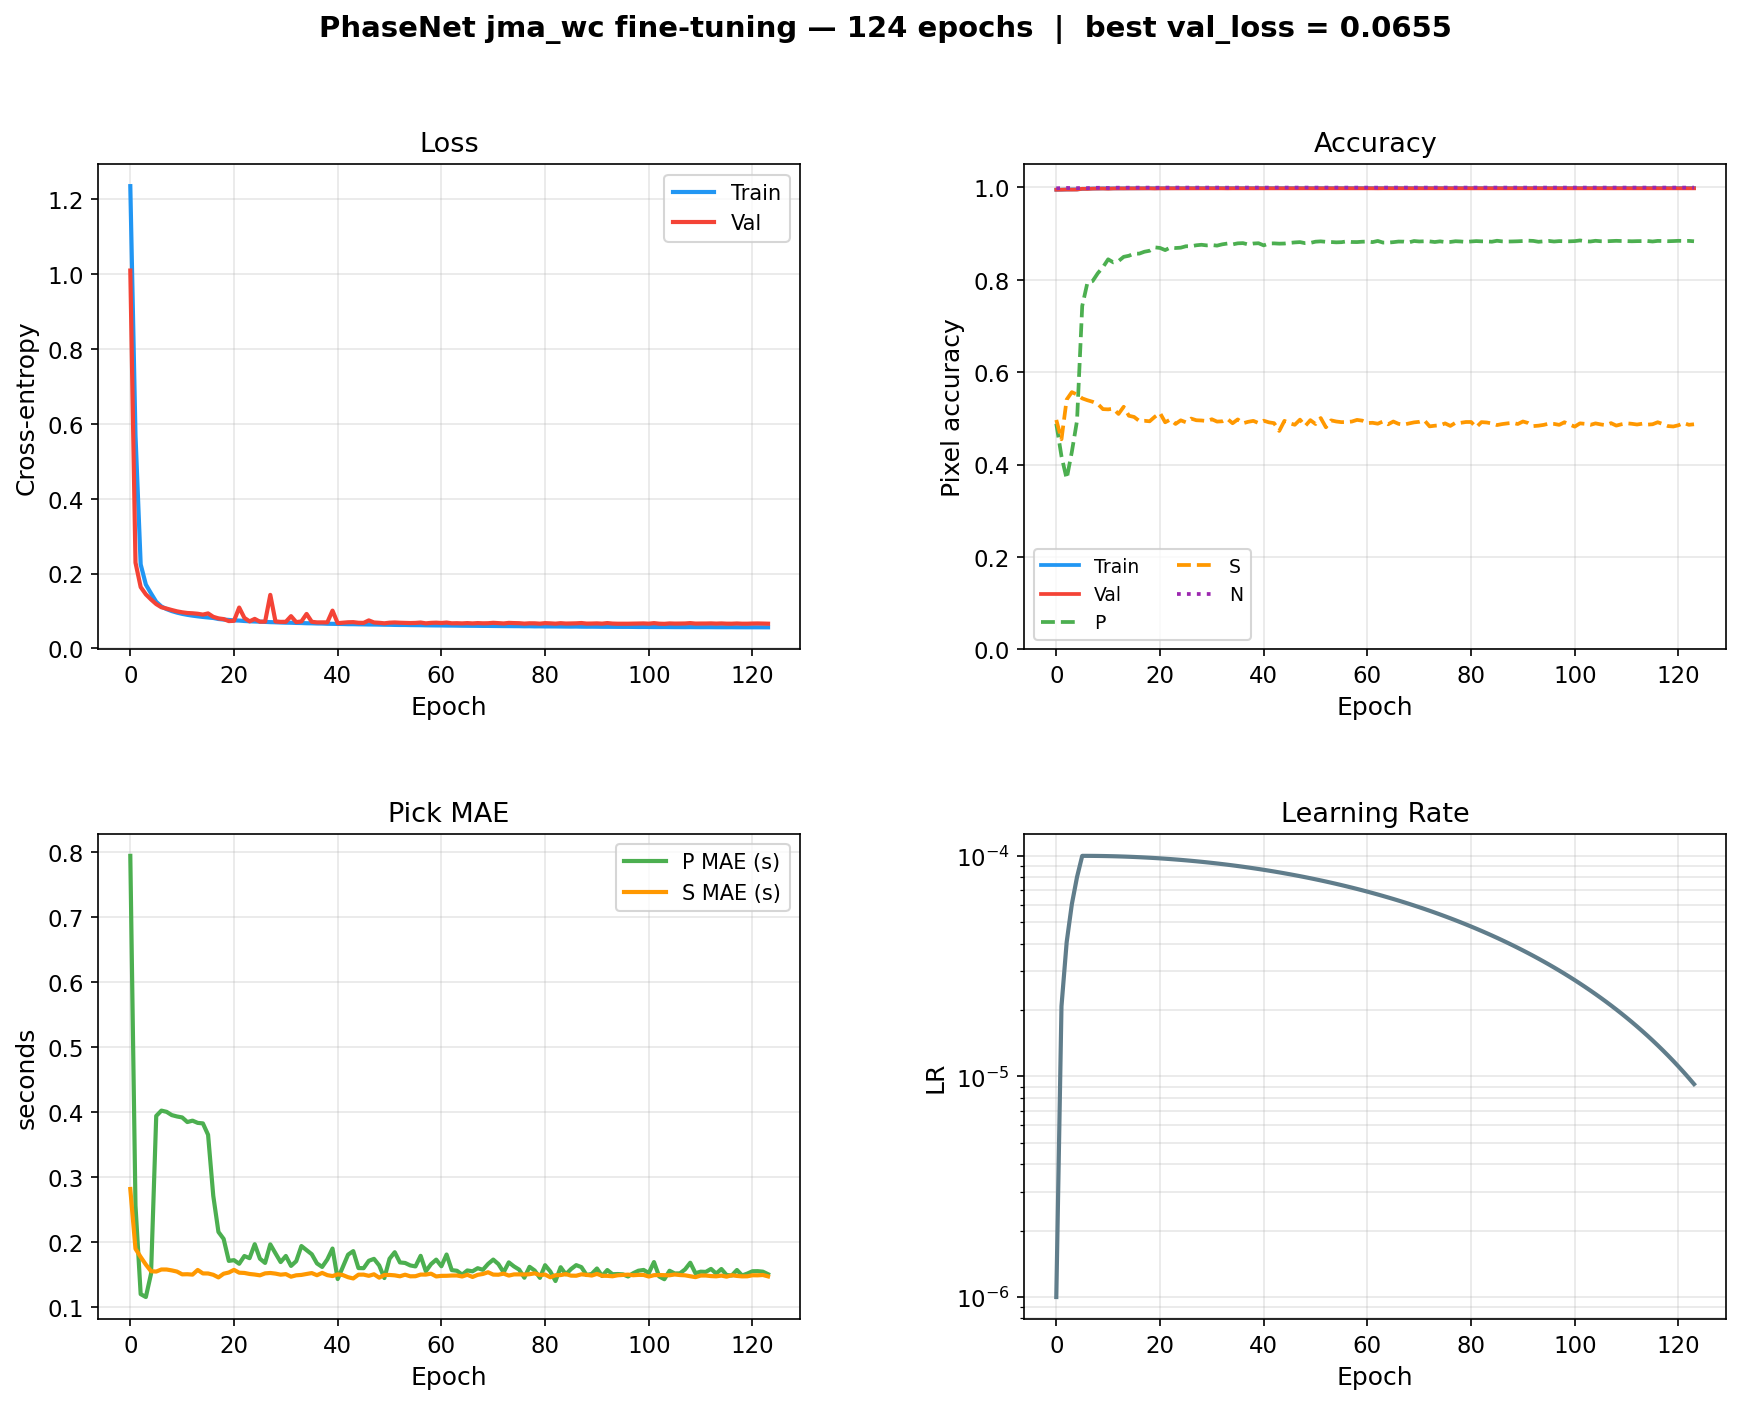 PhaseNet jma_wc fine-tuning — 124 epochs | best val_loss = 0.0655
Loss
Cross-entropy
1.2
1.0
0.8
0.6
0.4
0.2
0.0
0 20 40 60 80 100 120
Epoch
Train
Val
Accuracy
Pixel accuracy
1.0
0.8
0.6
0.4
0.2
0.0
0 20 40 60 80 100 120
Epoch
Train
Val
P
S
N
Pick MAE
seconds
0.8
0.7
0.6
0.5
0.4
0.3
0.2
0.1
0 20 40 60 80 100 120
Epoch
P MAE (s)
S MAE (s)
Learning Rate
LR
10⁻⁴
10⁻⁵
10⁻⁶
0 20 40 60 80 100 120
Epoch